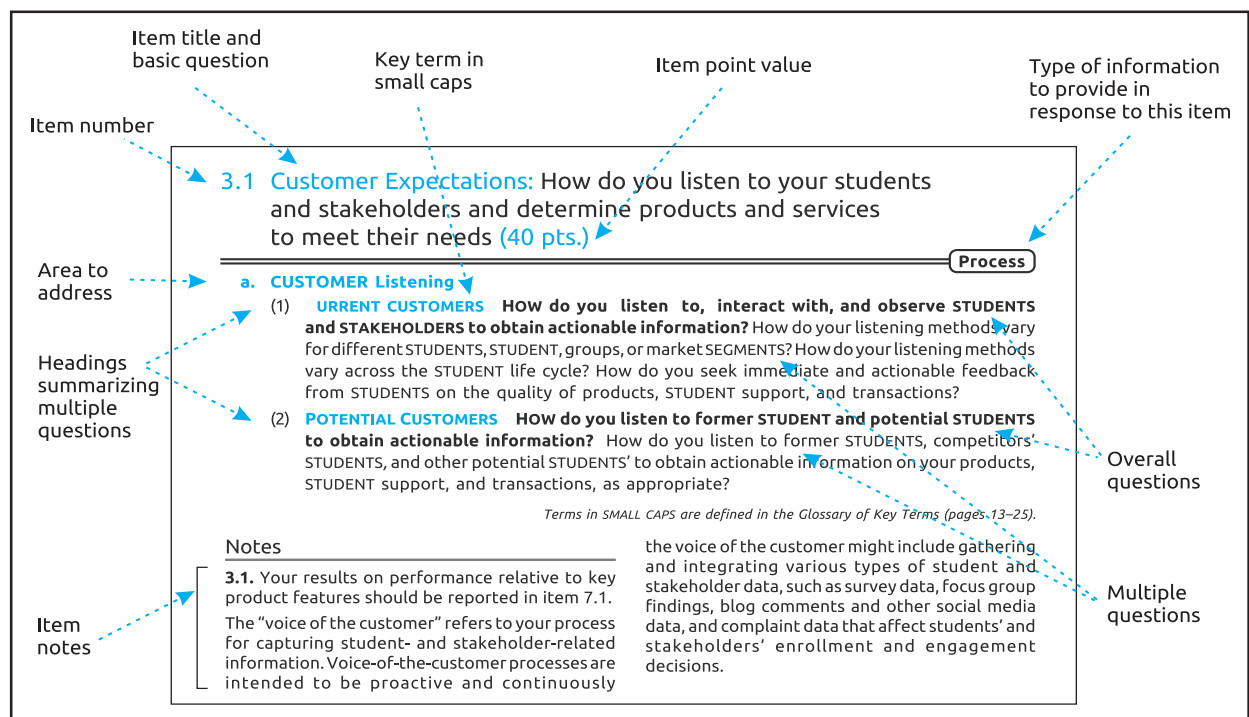 Item title and
basic question
Key term in
small caps
Item point value
Type of information
to provide in
response to this item
Item number
3.1 Customer Expectations: How do you listen to your students
and stakeholders and determine products and services
to meet their needs (40 pts.)
Process
Area to
address
a. CUSTOMER Listening
(1) URRENT CUSTOMERS HOW do you listen to, interact with, and observe STUDENTS
and STAKEHOLDERS to obtain actionable information? How do your listening methods vary
for different STUDENTS, STUDENT, groups, or market SEGMENTS? How do your listening methods
vary across the STUDENT life cycle? How do you seek immediate and actionable feedback
from STUDENTS on the quality of products, STUDENT support, and transactions?
Headings
summarizing
multiple
questions
(2) POTENTIAL CUSTOMERS HOW do you listen to former STUDENT and potential STUDENTS
to obtain actionable information? How do you listen to former STUDENTS, competitors'
STUDENTS, and other potential STUDENTS' to obtain actionable information on your products,
STUDENT support, and transactions, as appropriate?
Overall
questions
Terms in SMALL CAPS are defined in the Glossary of Key Terms (pages 13–25).
Notes
3.1. Your results on performance relative to key
product features should be reported in item 7.1.
The "voice of the customer" refers to your process
for capturing student- and stakeholder-related
information. Voice-of-the-customer processes are
intended to be proactive and continuously
the voice of the customer might include gathering
and integrating various types of student and
stakeholder data, such as survey data, focus group
findings, blog comments and other social media
data, and complaint data that affect students' and
stakeholders' enrollment and engagement
decisions.
Item
notes
Multiple
questions